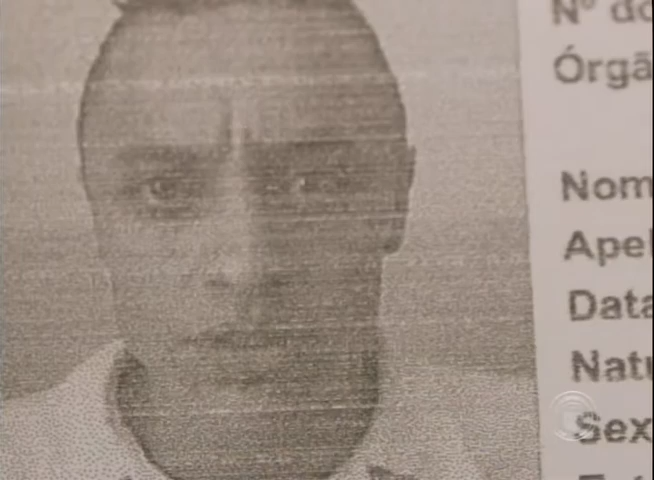 Nº do
Órgã
Nom
Apel
Data
Natu
Sex